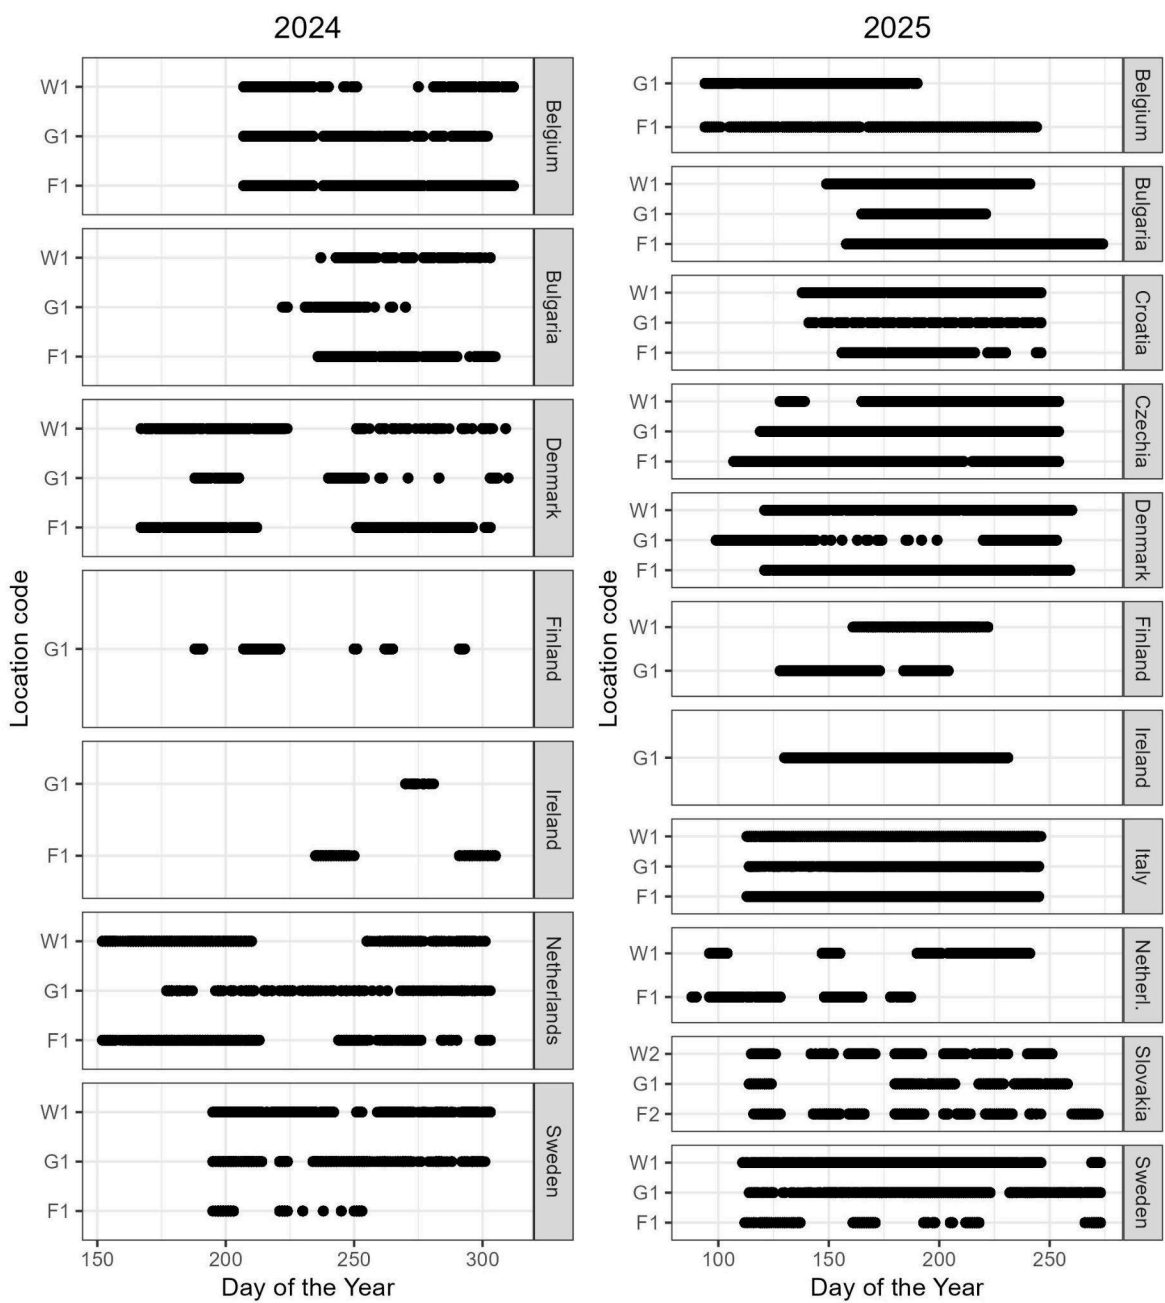 2024
Location code
W1
G1
F1
Belgium
W1
G1
F1
Bulgaria
W1
G1
F1
Denmark
G1
Finland
G1
F1
Ireland
W1
G1
F1
Netherlands
W1
G1
F1
Sweden
150 200 250 300
Day of the Year
2025
Location code
G1
F1
Belgium
W1
G1
F1
Bulgaria
W1
G1
F1
Croatia
W1
G1
F1
Czechia
W1
G1
F1
Denmark
W1
G1
Finland
G1
Ireland
W1
G1
F1
Italy
W1
F1
Netherl.
W2
G1
F2
Slovakia
W1
G1
F1
Sweden
100 150 200 250
Day of the Year